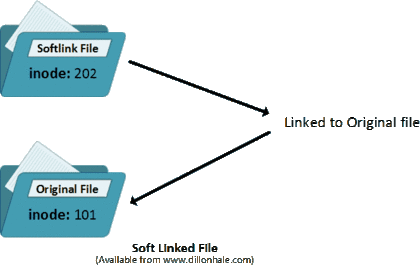 Softlink File
inode: 202
Linked to Original file
Original File
inode: 101
Soft Linked File
(Available from www.dillonhale.com)